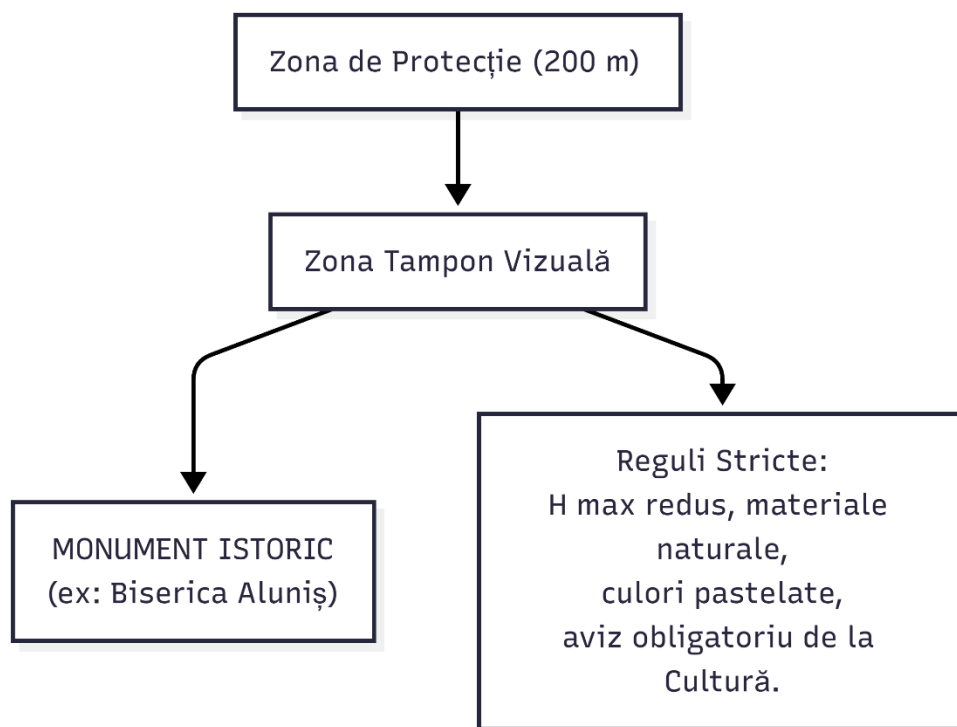 Zona de Protecție (200 m)
Zona Tampon Vizuală
MONUMENT ISTORIC
(ex: Biserica Aluniș)
Reguli Stricte:
H max redus, materiale
naturale,
culori pastelate,
aviz obligatoriu de la
Cultură.